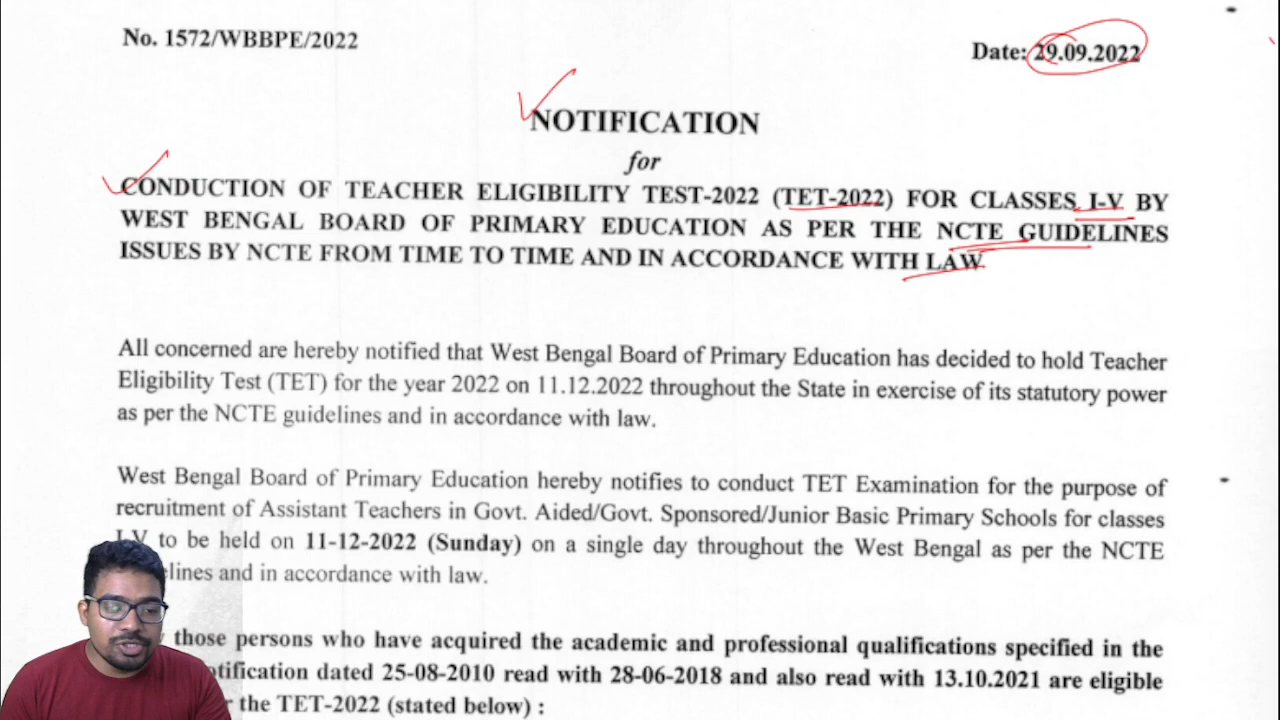 No. 1572/WBBPE/2022
Date: 29.09.2022
NOTIFICATION
for
CONDUCTION OF TEACHER ELIGIBILITY TEST-2022 (TET-2022) FOR CLASSES I-V BY
WEST BENGAL BOARD OF PRIMARY EDUCATION AS PER THE NCTE GUIDELINES
ISSUES BY NCTE FROM TIME TO TIME AND IN ACCORDANCE WITH LAW
All concerned are hereby notified that West Bengal Board of Primary Education has decided to hold Teacher
Eligibility Test (TET) for the year 2022 on 11.12.2022 throughout the State in exercise of its statutory power
as per the NCTE guidelines and in accordance with law.
West Bengal Board of Primary Education hereby notifies to conduct TET Examination for the purpose of
recruitment of Assistant Teachers in Govt. Aided/Govt. Sponsored/Junior Basic Primary Schools for classes
I-V to be held on 11-12-2022 (Sunday) on a single day throughout the West Bengal as per the NCTE
lines and in accordance with law.
those persons who have acquired the academic and professional qualifications specified in the
otification dated 25-08-2010 read with 28-06-2018 and also read with 13.10.2021 are eligible
the TET-2022 (stated below) :